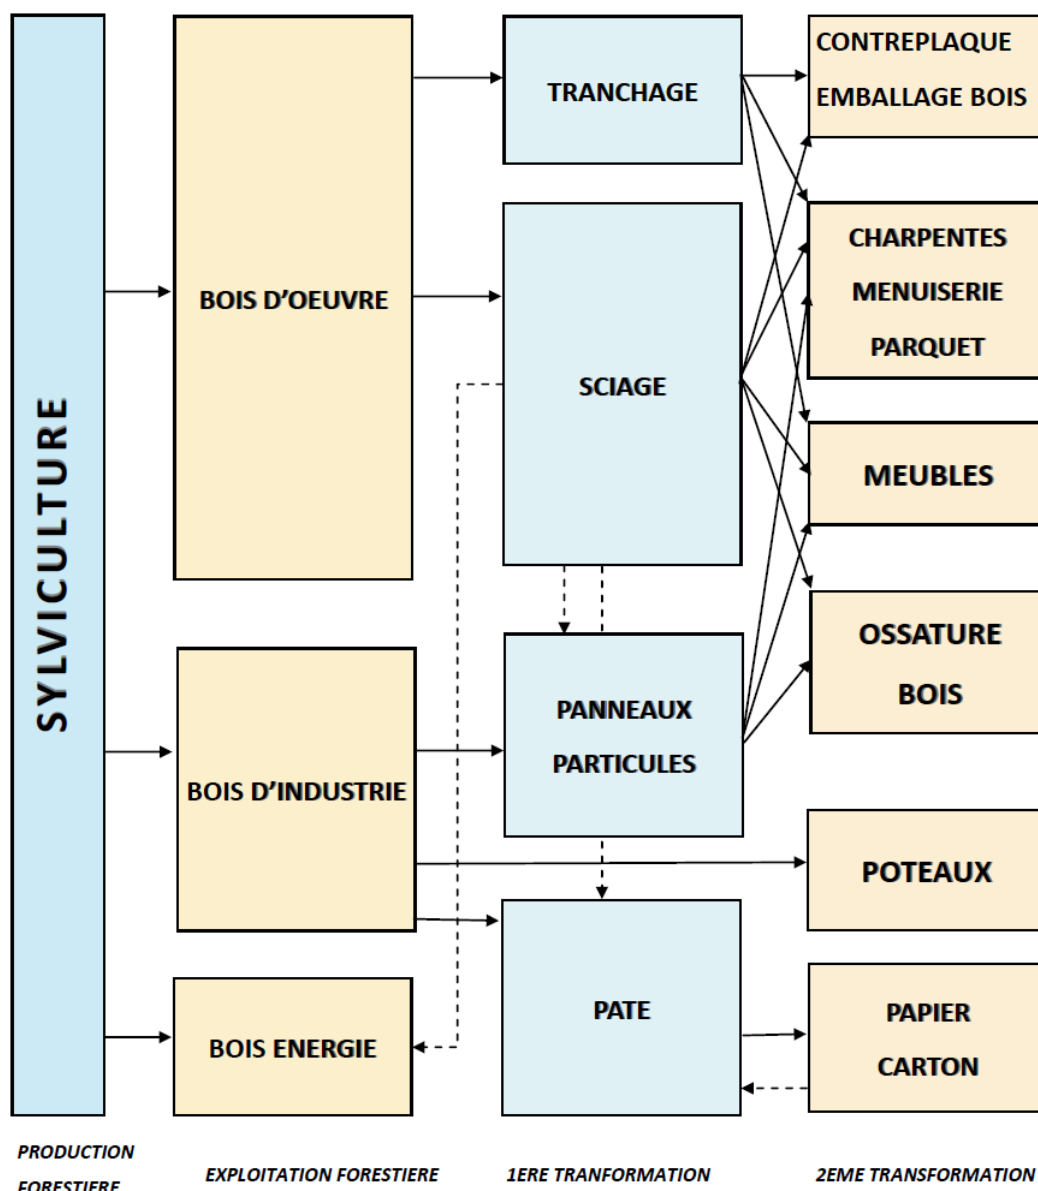 SYLVICULTURE
BOIS D'OEUVRE
BOIS D'INDUSTRIE
BOIS ENERGIE
TRANCHAGE
SCIAGE
PANNEAUX
PARTICULES
PATE
CONTREPLAQUE
EMBALLAGE BOIS
CHARPENTES
MENUISERIE
PARQUET
MEUBLES
OSSATURE
BOIS
POTEAUX
PAPIER
CARTON
PRODUCTION
FORESTIERE
EXPLOITATION FORESTIERE
1ERE TRANFORMATION
2EME TRANSFORMATION